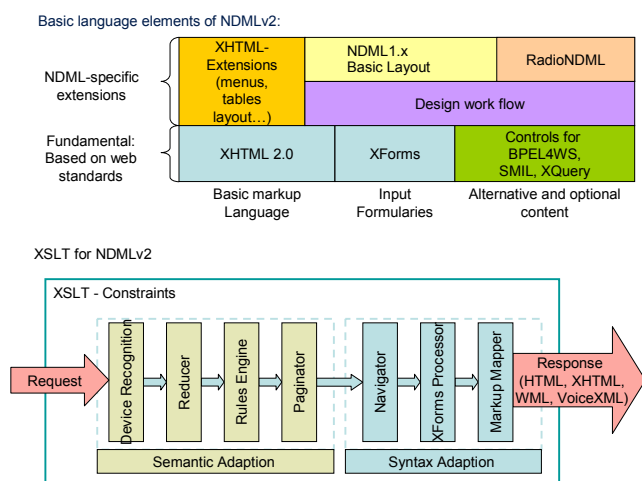 Basic language elements of NDMLv2:
NDML-specific
extensions
XHTML-
Extensions
(menus,
tables
layout…)
NDML1.x
Basic Layout
RadioNDML
Design work flow
Fundamental:
Based on web
standards
XHTML 2.0
XForms
Controls for
BPEL4WS,
SMIL, XQuery
Basic markup
Language
Input
Formularies
Alternative and optional
content
XSLT for NDMLv2
XSLT - Constraints
Request
Device Recognition
Reducer
Rules Engine
Paginator
Navigator
XForms Processor
Markup Mapper
Response
(HTML, XHTML,
WML, VoiceXML)
Semantic Adaption
Syntax Adaption